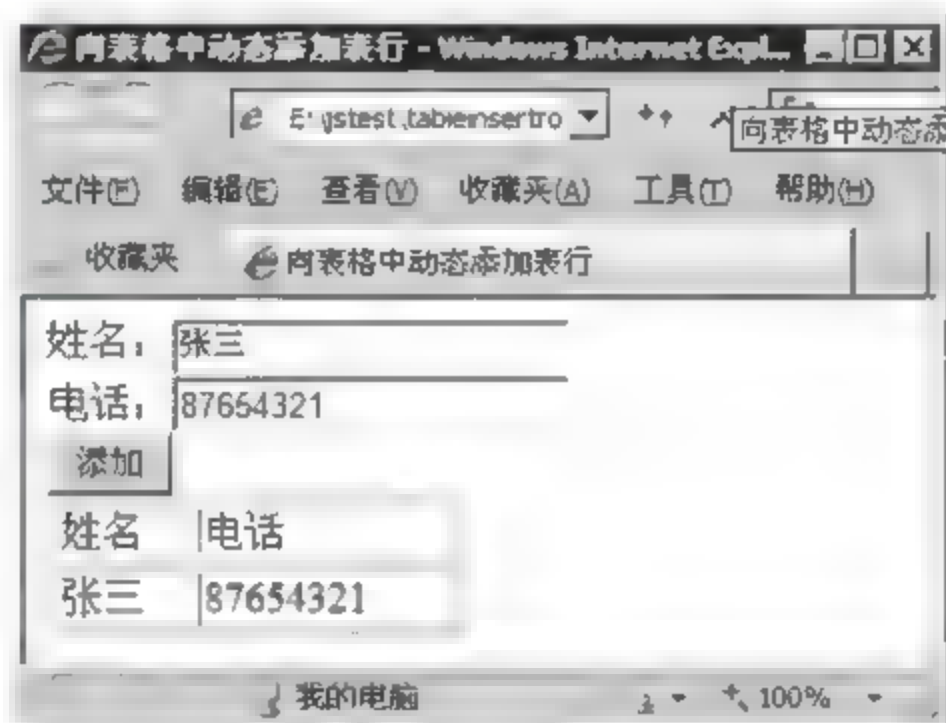 向表格中动态添加表行 - Windows Internet Expl...
E:\jstest\tableinsertro
向表格中动态添
文件(F) 编辑(E) 查看(V) 收藏夹(A) 工具(T) 帮助(H)
收藏夹 向表格中动态添加表行
姓名: 张三
电话: 87654321
添加
姓名 电话
张三 87654321
我的电脑 100%